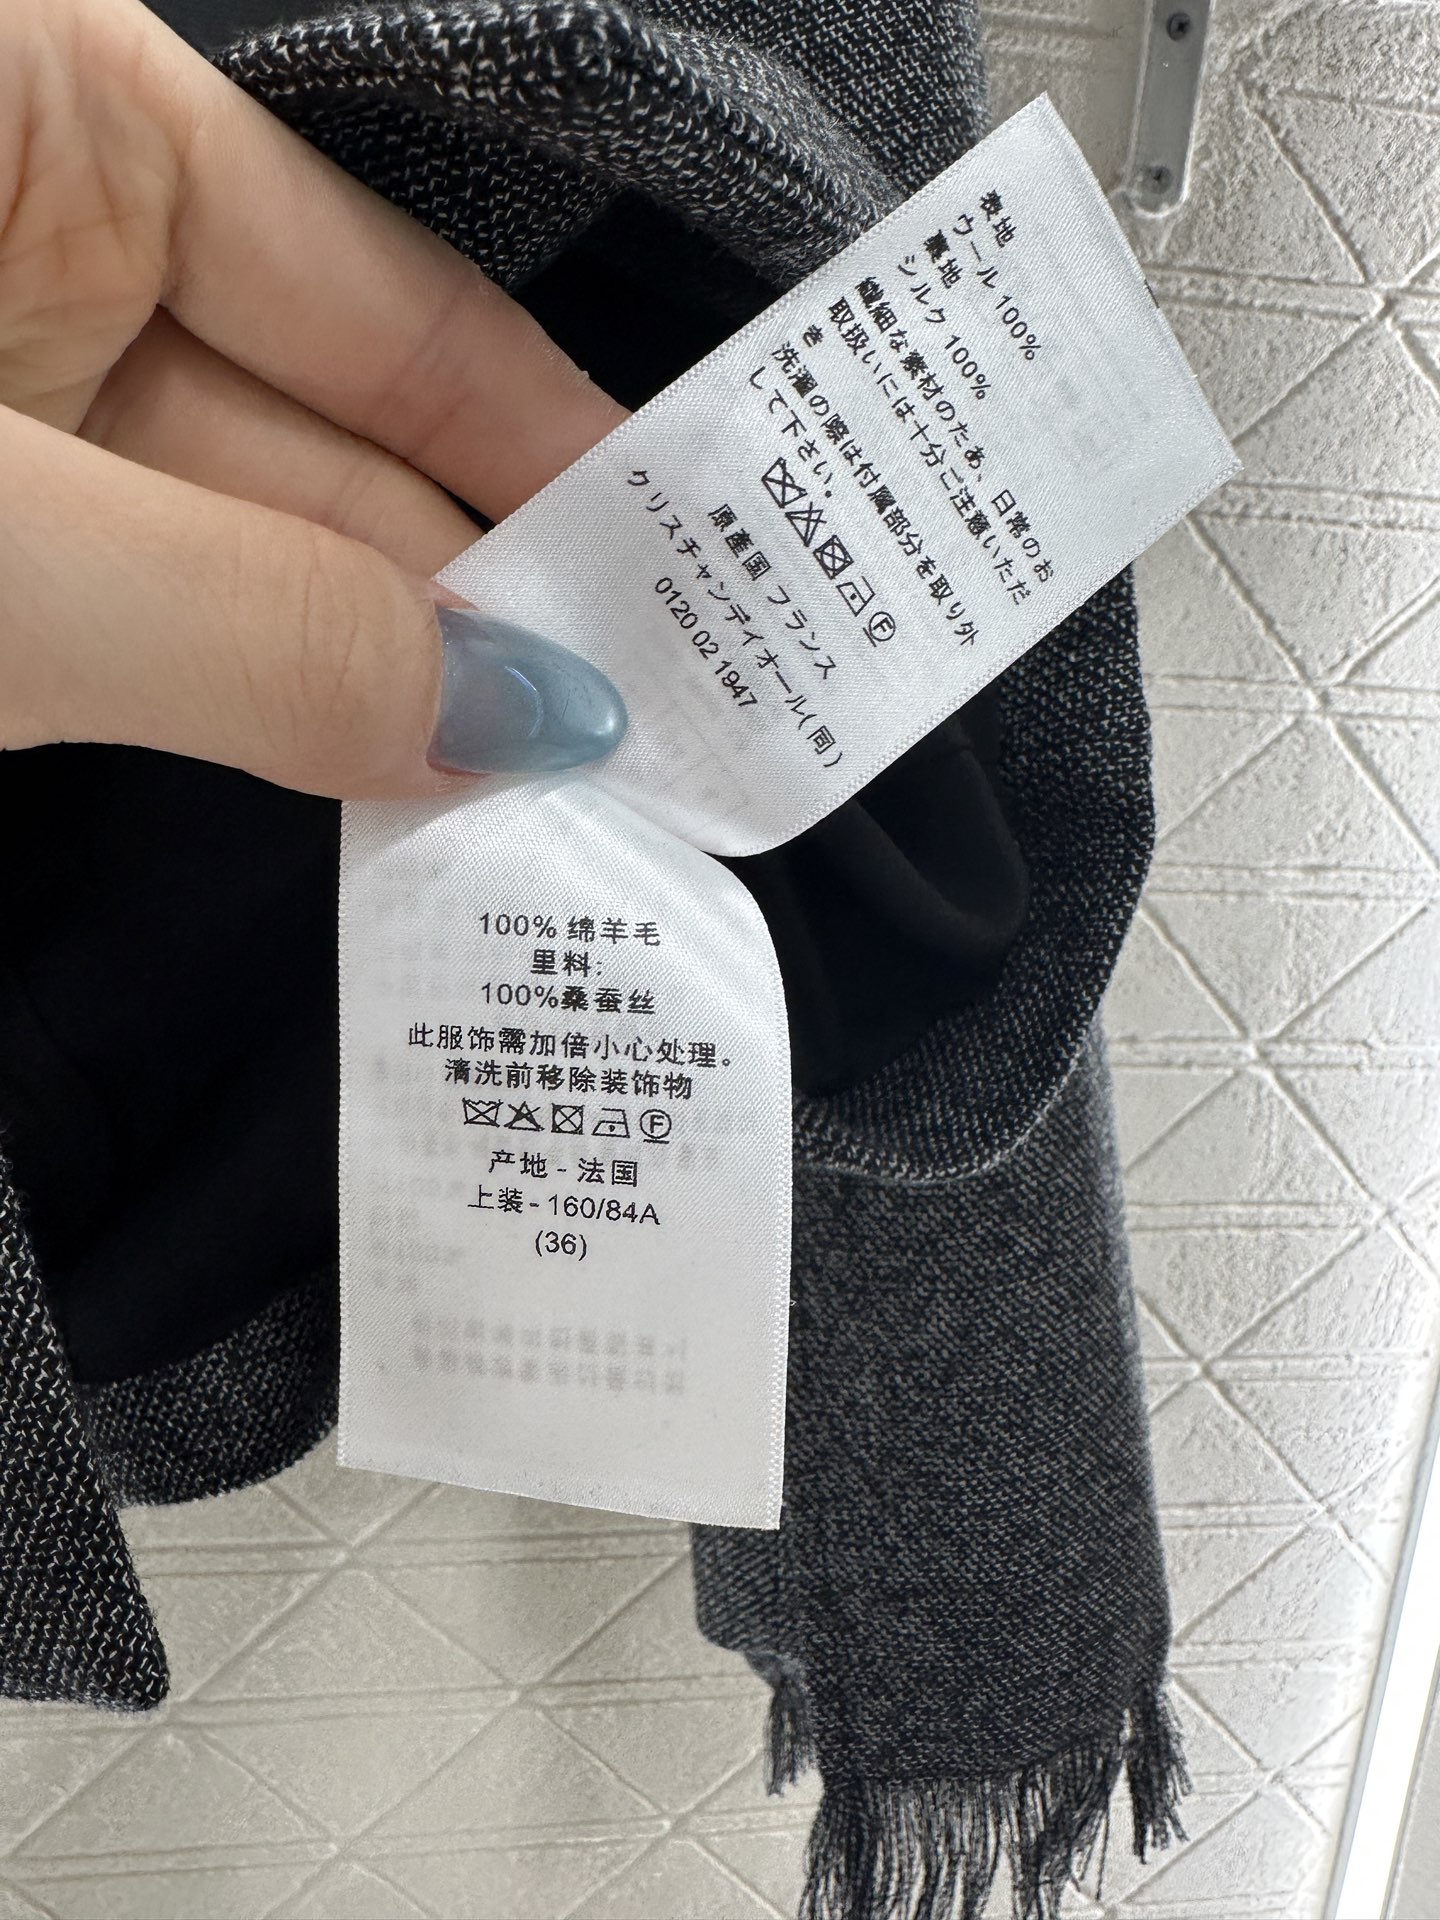 表地
ウール 100%
裏地
シルク 100%
繊細な素材のため、日常のお
取扱いには十分ご注意いただ
き
洗濯の際は付属部分を取り外
して下さい。
F
原産国 フランス
クリスチャンディオール(同)
0120 02 1947
100% 绵羊毛
里料:
100%桑蚕丝
此服饰需加倍小心处理。
清洗前移除装饰物
F
产地 - 法国
上装 - 160/84A
(36)